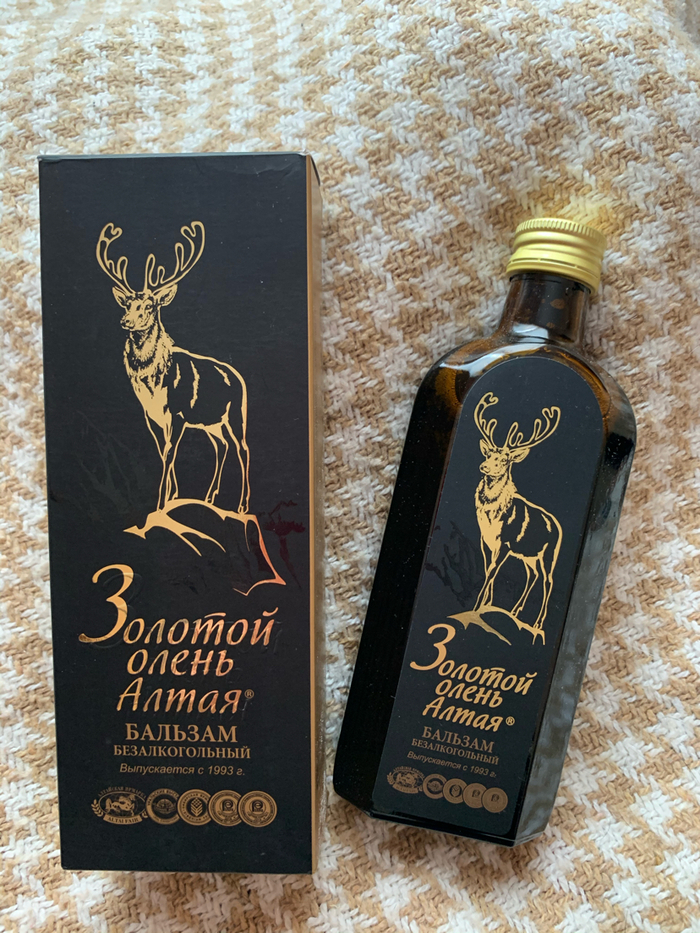 Золотой
олень
Алтая®
БАЛЬЗАМ
БЕЗАЛКОГОЛЬНЫЙ
Выпускается с 1993 г.
Золотой
олень
Алтая®
БАЛЬЗАМ
БЕЗАЛКОГОЛЬНЫЙ
Выпускается с 1993 г.